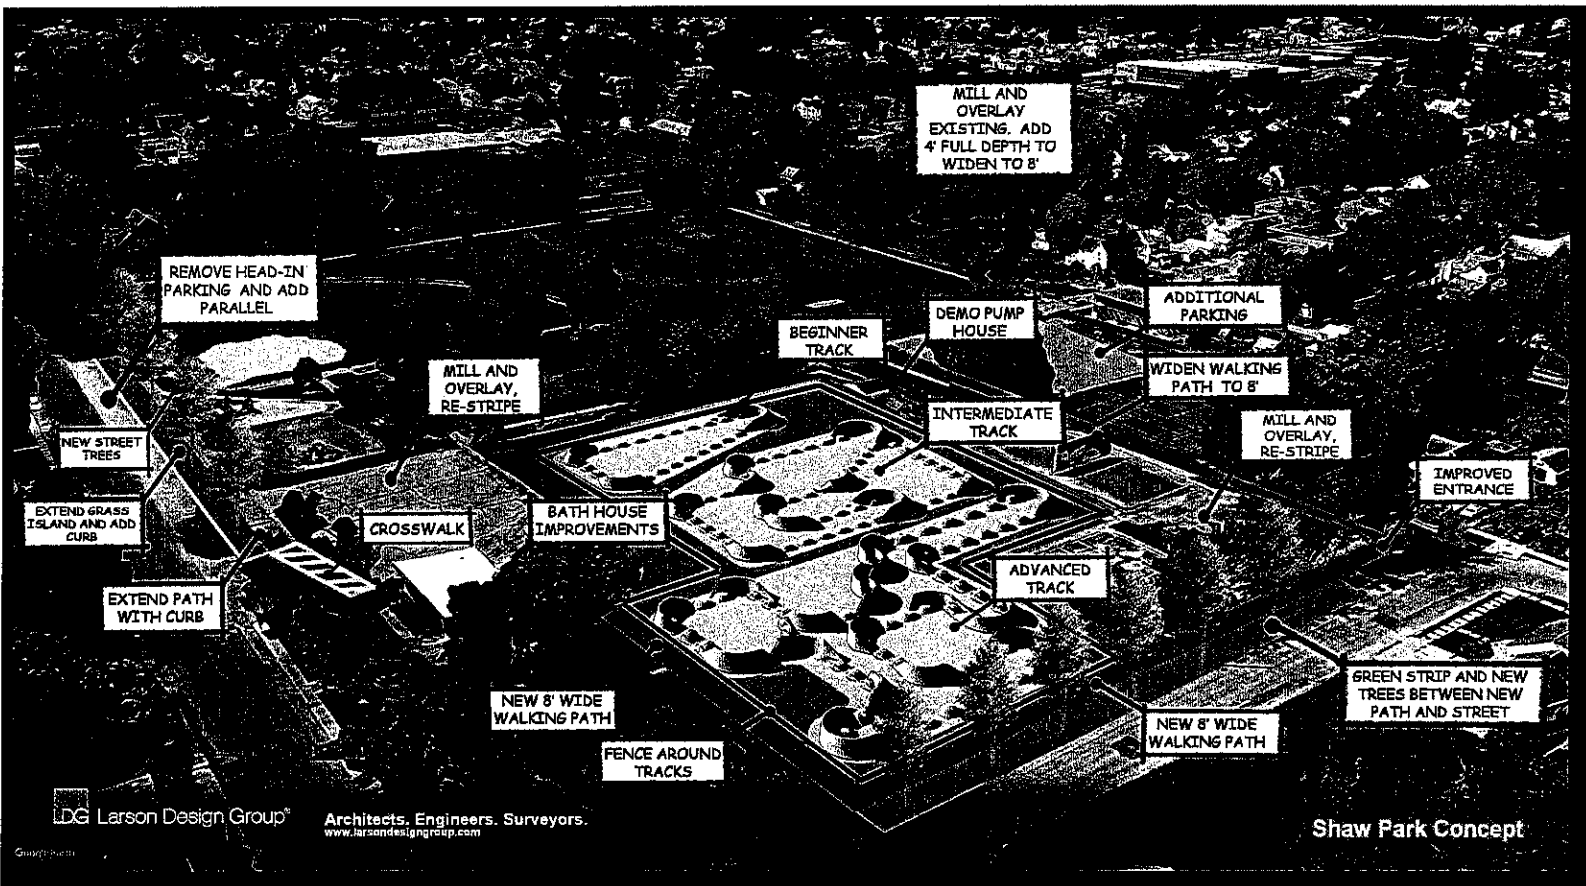 MILL AND
OVERLAY
EXISTING, ADD
4' FULL DEPTH TO
WIDEN TO 8'
REMOVE HEAD-IN
PARKING AND ADD
PARALLEL
ADDITIONAL
PARKING
DEMO PUMP
HOUSE
BEGINNER
TRACK
MILL AND
OVERLAY,
RE-STRIPE
WIDEN WALKING
PATH TO 8'
INTERMEDIATE
TRACK
MILL AND
OVERLAY,
RE-STRIPE
NEW STREET
TREES
IMPROVED
ENTRANCE
EXTEND GRASS
ISLAND AND ADD
CURB
CROSSWALK
BATH HOUSE
IMPROVEMENTS
ADVANCED
TRACK
EXTEND PATH
WITH CURB
GREEN STRIP AND NEW
TREES BETWEEN NEW
PATH AND STREET
NEW 8' WIDE
WALKING PATH
NEW 8' WIDE
WALKING PATH
FENCE AROUND
TRACKS
LDG Larson Design Group®
Architects. Engineers. Surveyors.
www.larsondesigngroup.com
Shaw Park Concept